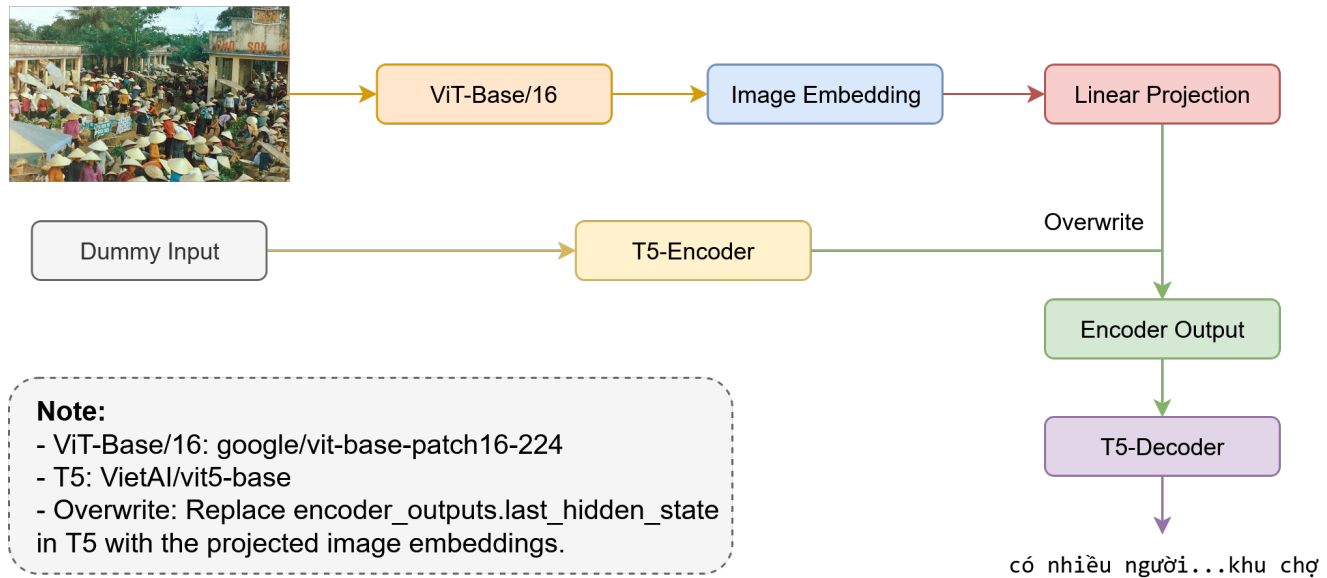 ViT-Base/16
Image Embedding
Linear Projection
Overwrite
Dummy Input
T5-Encoder
Encoder Output
Note:
- ViT-Base/16: google/vit-base-patch16-224
- T5: VietAI/vit5-base
- Overwrite: Replace encoder_outputs.last_hidden_state
in T5 with the projected image embeddings.
T5-Decoder
có nhiều người...khu chợ